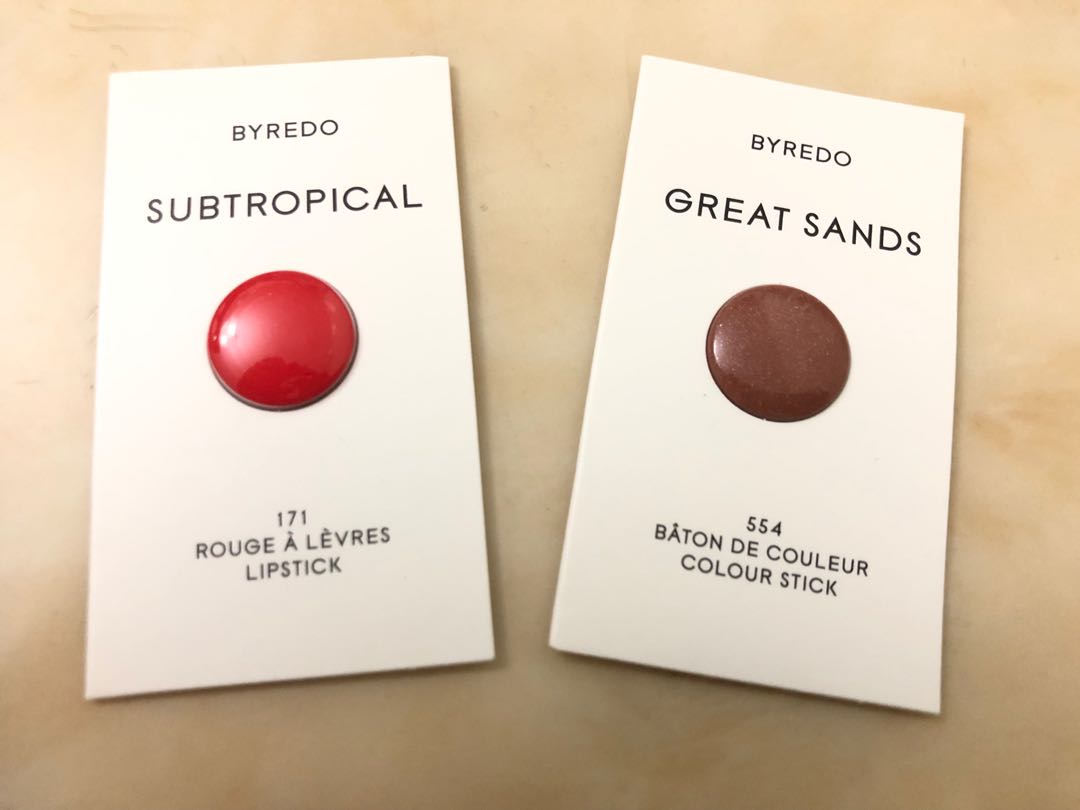 BYREDO
SUBTROPICAL
171
ROUGE À LÈVRES
LIPSTICK
BYREDO
GREAT SANDS
554
BÂTON DE COULEUR
COLOUR STICK